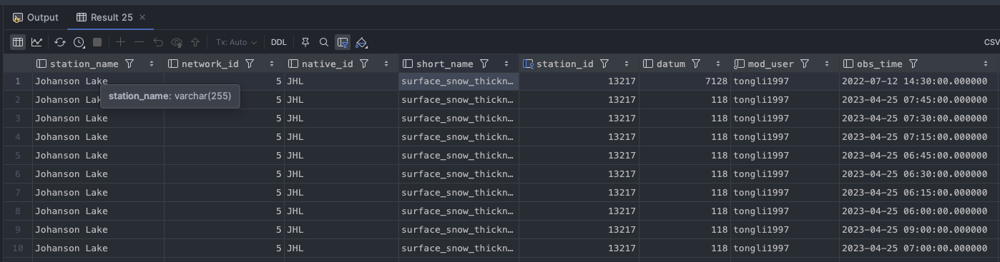 Output
Result 25
Tx: Auto
DDL
CSV
station_name network_id native_id short_name station_id datum mod_user obs_time
1 Johanson Lake 5 JHL surface_snow_thickn… 13217 7128 tongli1997 2022-07-12 14:30:00.000000
station_name: varchar(255)
2 Johanson Lake 5 JHL surface_snow_thickn… 13217 118 tongli1997 2023-04-25 07:45:00.000000
3 Johanson Lake 5 JHL surface_snow_thickn… 13217 118 tongli1997 2023-04-25 07:30:00.000000
4 Johanson Lake 5 JHL surface_snow_thickn… 13217 118 tongli1997 2023-04-25 07:15:00.000000
5 Johanson Lake 5 JHL surface_snow_thickn… 13217 118 tongli1997 2023-04-25 06:45:00.000000
6 Johanson Lake 5 JHL surface_snow_thickn… 13217 118 tongli1997 2023-04-25 06:30:00.000000
7 Johanson Lake 5 JHL surface_snow_thickn… 13217 118 tongli1997 2023-04-25 06:15:00.000000
8 Johanson Lake 5 JHL surface_snow_thickn… 13217 118 tongli1997 2023-04-25 06:00:00.000000
9 Johanson Lake 5 JHL surface_snow_thickn… 13217 118 tongli1997 2023-04-25 09:00:00.000000
10 Johanson Lake 5 JHL surface_snow_thickn… 13217 118 tongli1997 2023-04-25 07:00:00.000000